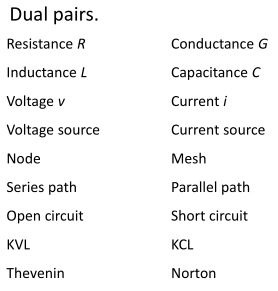 Dual pairs.
Resistance R Conductance G
Inductance L Capacitance C
Voltage v Current i
Voltage source Current source
Node Mesh
Series path Parallel path
Open circuit Short circuit
KVL KCL
Thevenin Norton